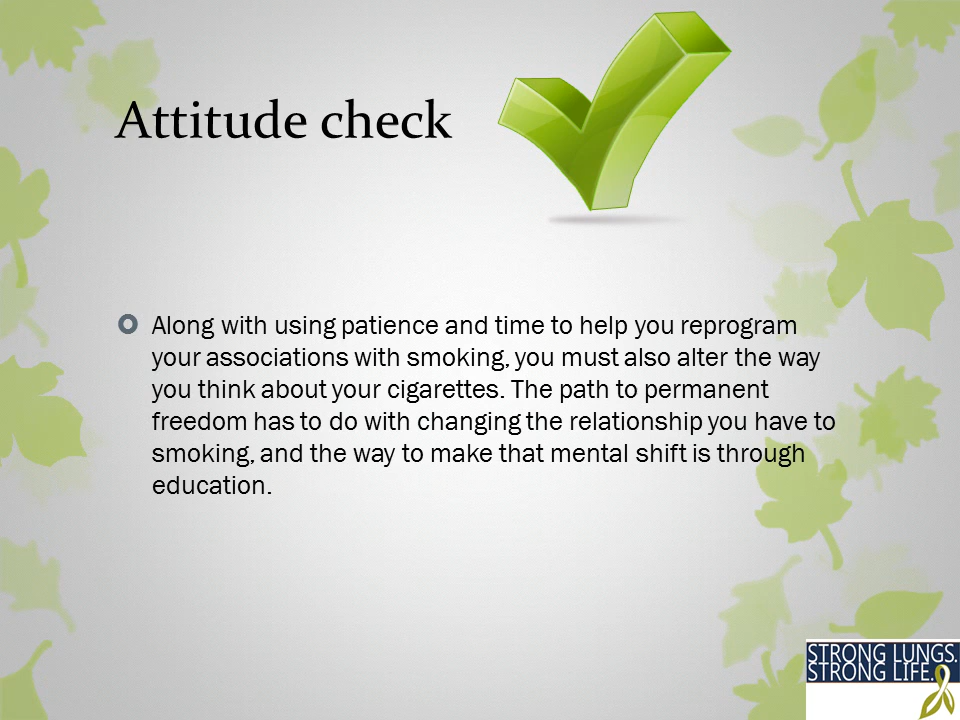 Attitude check
Along with using patience and time to help you reprogram
your associations with smoking, you must also alter the way
you think about your cigarettes. The path to permanent
freedom has to do with changing the relationship you have to
smoking, and the way to make that mental shift is through
education.
STRONG LUNGS.
STRONG LIFE.